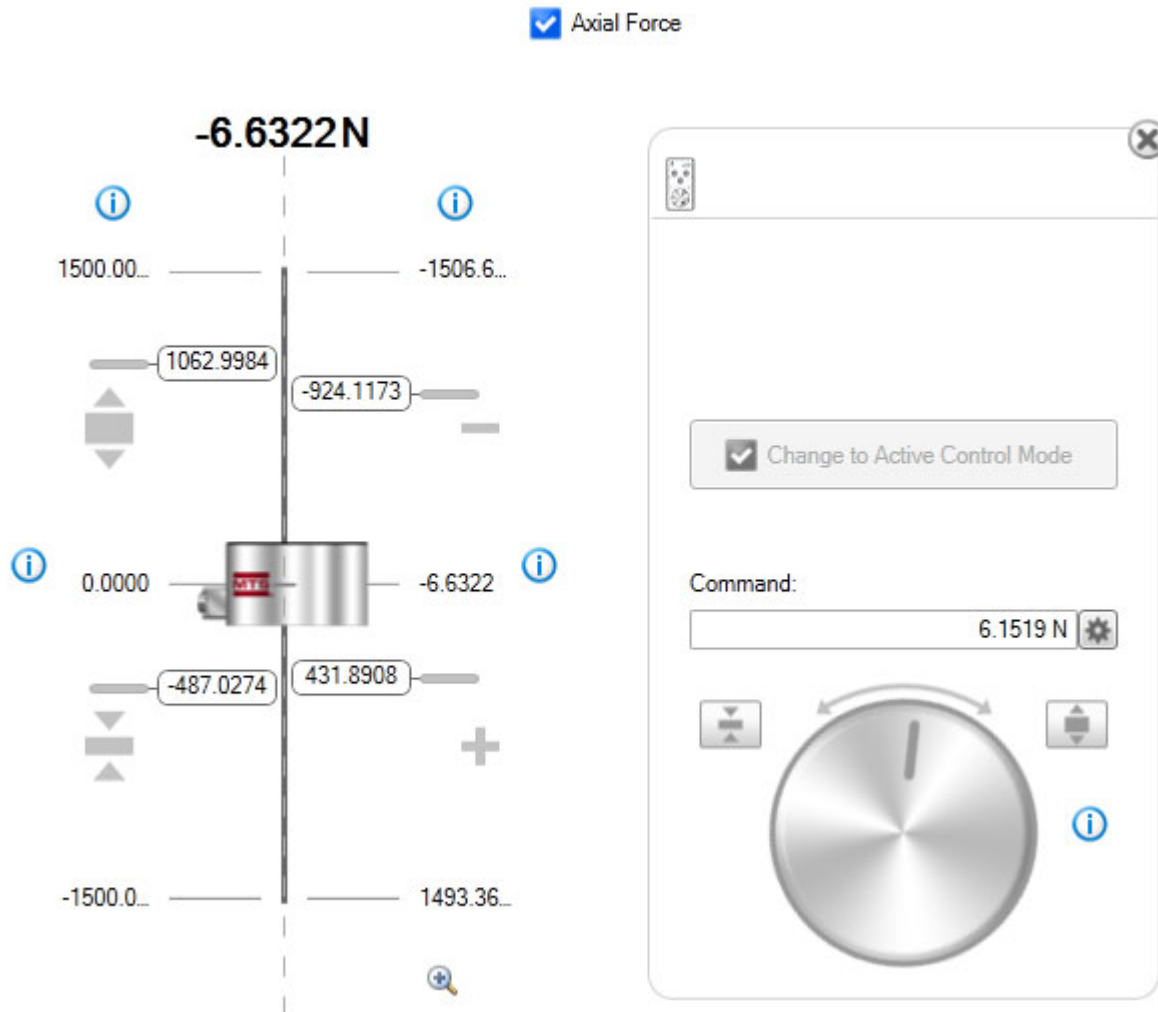 Axial Force
-6.6322 N
1500.00...
-1506.6...
1062.9984
-924.1173
Change to Active Control Mode
0.0000
MTS
-6.6322
Command:
6.1519 N
-487.0274
431.8908
-1500.0...
1493.36...